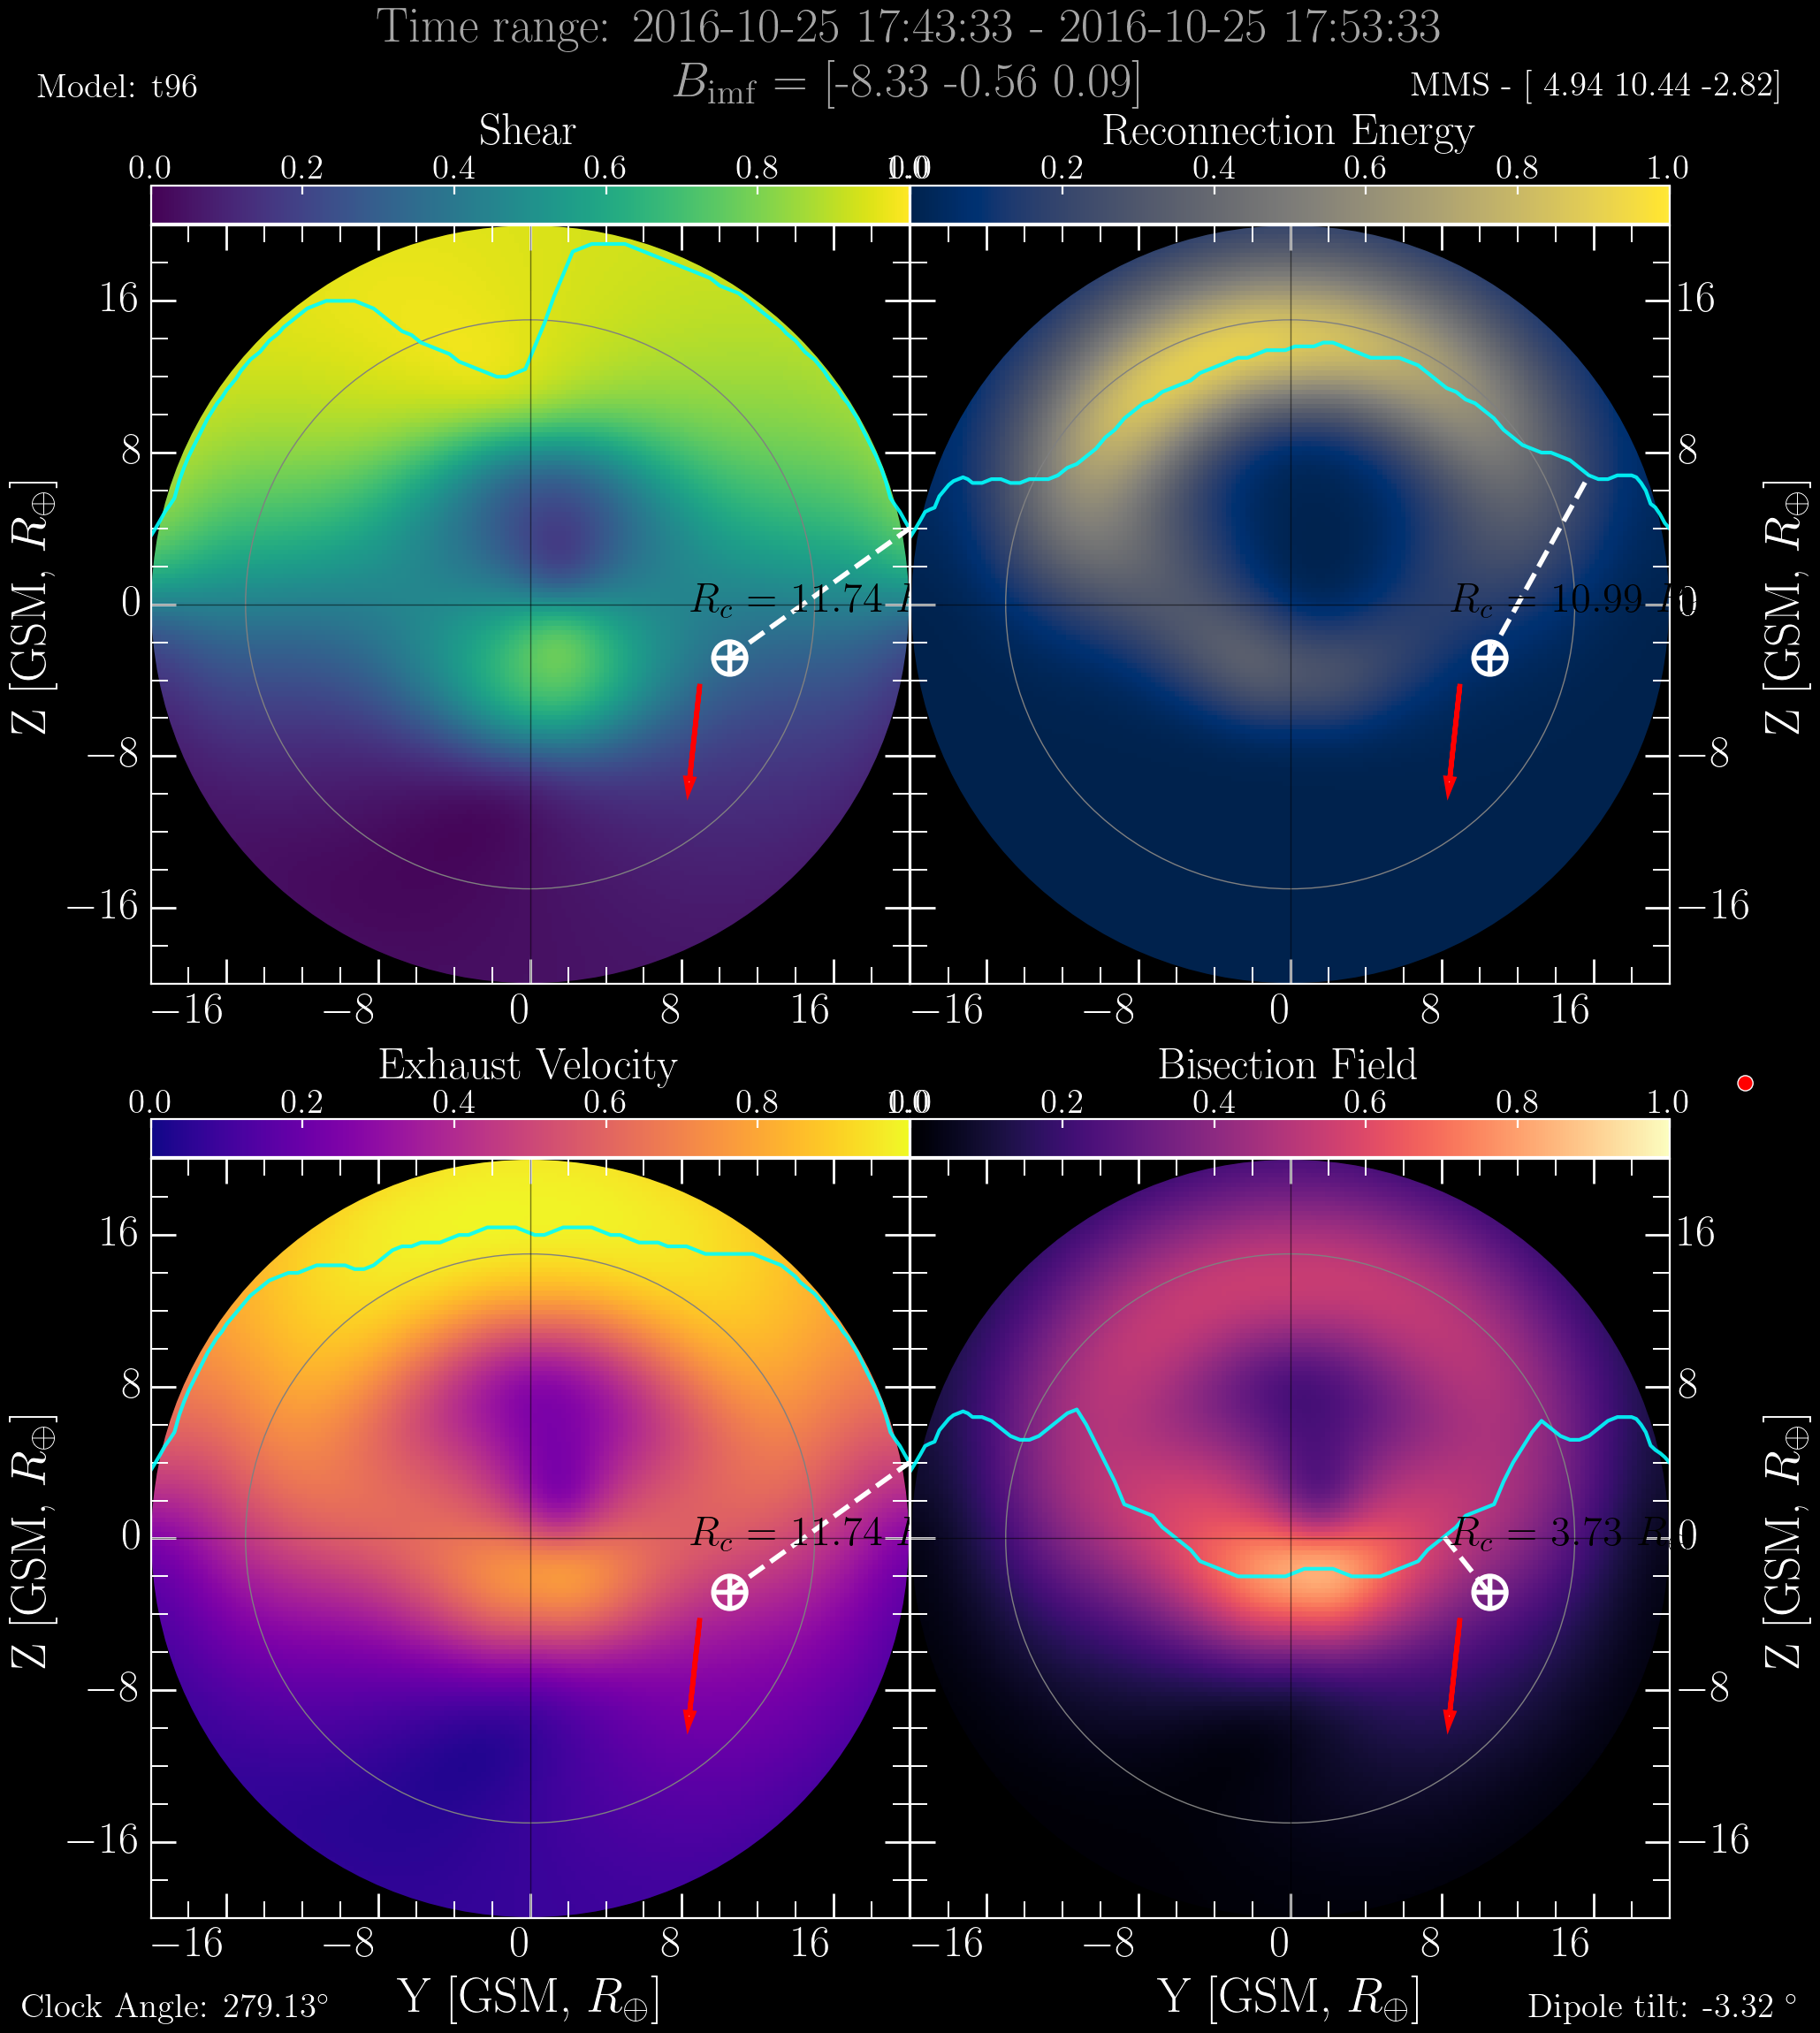 Time range: 2016-10-25 17:43:33 - 2016-10-25 17:53:33
Model: t96
B_imf = [-8.33 -0.56 0.09]
MMS - [ 4.94 10.44 -2.82]
Shear
Reconnection Energy
0.0 0.2 0.4 0.6 0.8 1.0
0.2 0.4 0.6 0.8 1.0
16
8
0
−8
−16
Z [GSM, R⊕]
R_c = 11.74
R_c = 10.99
16
8
0
−8
−16
Z [GSM, R⊕]
−16 −8 0 8 16
−16 −8 0 8 16
Exhaust Velocity
Bisection Field
0.0 0.2 0.4 0.6 0.8 1.0
0.2 0.4 0.6 0.8 1.0
16
8
0
−8
−16
Z [GSM, R⊕]
R_c = 11.74
R_c = 3.73
16
8
0
−8
−16
Z [GSM, R⊕]
−16 −8 0 8 16
−16 −8 0 8 16
Y [GSM, R⊕]
Y [GSM, R⊕]
Clock Angle: 279.13°
Dipole tilt: -3.32 °